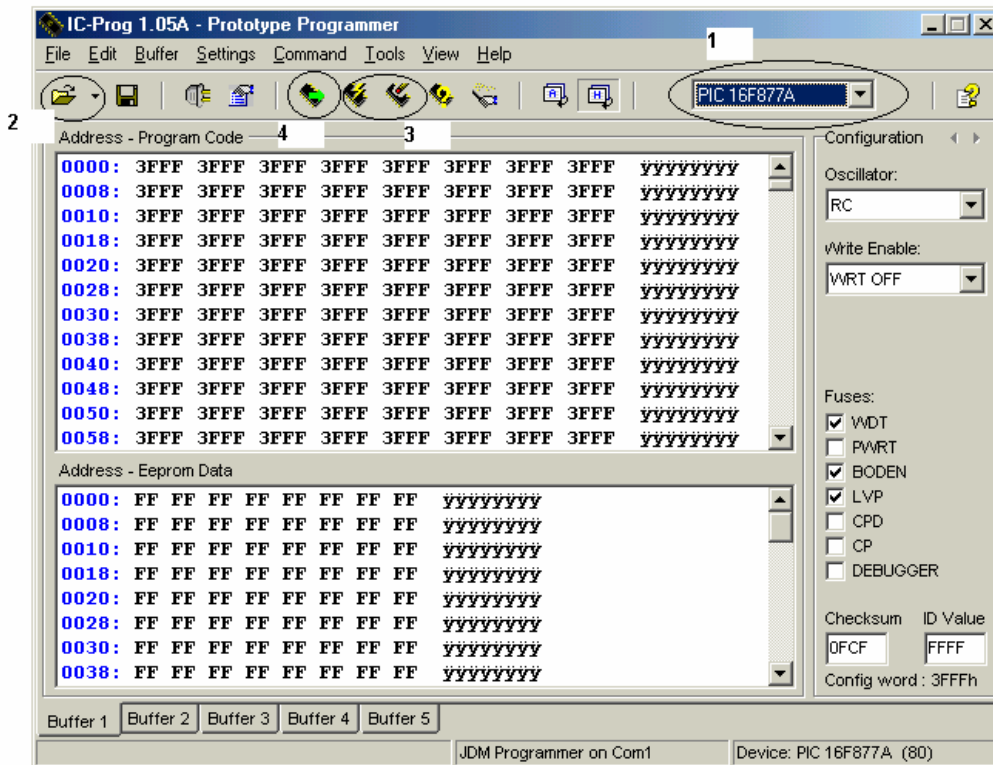 IC-Prog 1.05A - Prototype Programmer
File Edit Buffer Settings Command Tools View Help
1
PIC 16F877A
2
4
3
Address - Program Code
0000: 3FFF 3FFF 3FFF 3FFF 3FFF 3FFF 3FFF 3FFF ÿÿÿÿÿÿÿÿ
0008: 3FFF 3FFF 3FFF 3FFF 3FFF 3FFF 3FFF 3FFF ÿÿÿÿÿÿÿÿ
0010: 3FFF 3FFF 3FFF 3FFF 3FFF 3FFF 3FFF 3FFF ÿÿÿÿÿÿÿÿ
0018: 3FFF 3FFF 3FFF 3FFF 3FFF 3FFF 3FFF 3FFF ÿÿÿÿÿÿÿÿ
0020: 3FFF 3FFF 3FFF 3FFF 3FFF 3FFF 3FFF 3FFF ÿÿÿÿÿÿÿÿ
0028: 3FFF 3FFF 3FFF 3FFF 3FFF 3FFF 3FFF 3FFF ÿÿÿÿÿÿÿÿ
0030: 3FFF 3FFF 3FFF 3FFF 3FFF 3FFF 3FFF 3FFF ÿÿÿÿÿÿÿÿ
0038: 3FFF 3FFF 3FFF 3FFF 3FFF 3FFF 3FFF 3FFF ÿÿÿÿÿÿÿÿ
0040: 3FFF 3FFF 3FFF 3FFF 3FFF 3FFF 3FFF 3FFF ÿÿÿÿÿÿÿÿ
0048: 3FFF 3FFF 3FFF 3FFF 3FFF 3FFF 3FFF 3FFF ÿÿÿÿÿÿÿÿ
0050: 3FFF 3FFF 3FFF 3FFF 3FFF 3FFF 3FFF 3FFF ÿÿÿÿÿÿÿÿ
0058: 3FFF 3FFF 3FFF 3FFF 3FFF 3FFF 3FFF 3FFF ÿÿÿÿÿÿÿÿ
Address - Eeprom Data
0000: FF FF FF FF FF FF FF FF ÿÿÿÿÿÿÿÿ
0008: FF FF FF FF FF FF FF FF ÿÿÿÿÿÿÿÿ
0010: FF FF FF FF FF FF FF FF ÿÿÿÿÿÿÿÿ
0018: FF FF FF FF FF FF FF FF ÿÿÿÿÿÿÿÿ
0020: FF FF FF FF FF FF FF FF ÿÿÿÿÿÿÿÿ
0028: FF FF FF FF FF FF FF FF ÿÿÿÿÿÿÿÿ
0030: FF FF FF FF FF FF FF FF ÿÿÿÿÿÿÿÿ
0038: FF FF FF FF FF FF FF FF ÿÿÿÿÿÿÿÿ
Configuration
Oscillator:
RC
Write Enable:
WRT OFF
Fuses:
WDT
PWRT
BODEN
LVP
CPD
CP
DEBUGGER
Checksum ID Value
0FCF FFFF
Config word : 3FFFh
Buffer 1 Buffer 2 Buffer 3 Buffer 4 Buffer 5
JDM Programmer on Com1 Device: PIC 16F877A (80)